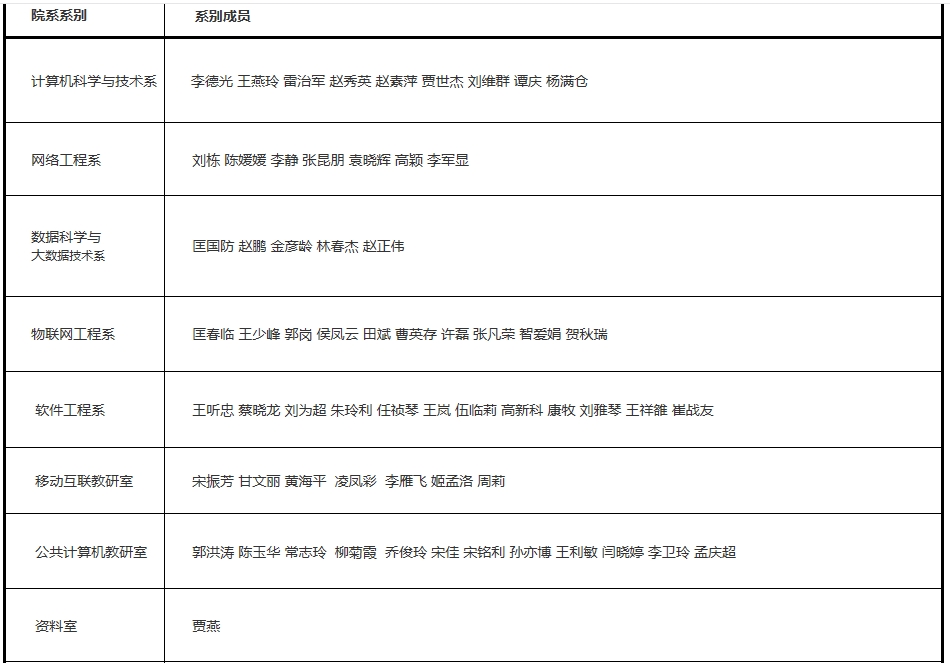 院系系别 系别成员
计算机科学与技术系 李德光 王燕玲 雷治军 赵秀英 赵素萍 贾世杰 刘维群 谭庆 杨满仓
网络工程系 刘栋 陈媛媛 李静 张昆朋 袁晓辉 高颖 李军显
数据科学与
大数据技术系
匡国防 赵鹏 金彦龄 林春杰 赵正伟
物联网工程系 匡春临 王少峰 郭岗 侯凤云 田斌 曹英存 许磊 张凡荣 智爱娟 贺秋瑞
软件工程系 王听忠 蔡晓龙 刘为超 朱玲利 任祯琴 王岚 伍临莉 高新科 康牧 刘雅琴 王祥雒 崔战友
移动互联教研室 宋振芳 甘文丽 黄海平 凌凤彩 李雁飞 姬孟洛 周莉
公共计算机教研室 郭洪涛 陈玉华 常志玲 柳菊霞 乔俊玲 宋佳 宋铭利 孙亦博 王利敏 闫晓婷 李卫玲 孟庆超
资料室 贾燕